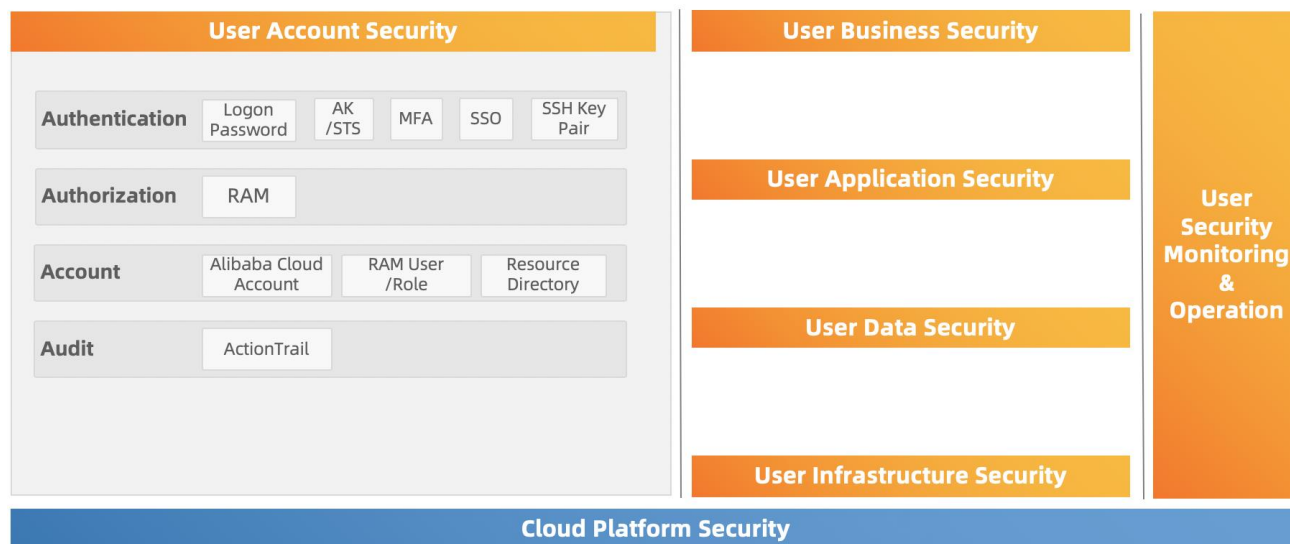 User Account Security
Authentication
Logon
Password
AK
/STS
MFA
SSO
SSH Key
Pair
Authorization
RAM
Account
Alibaba Cloud
Account
RAM User
/Role
Resource
Directory
Audit
ActionTrail
User Business Security
User Application Security
User Data Security
User Infrastructure Security
User
Security
Monitoring
&
Operation
Cloud Platform Security